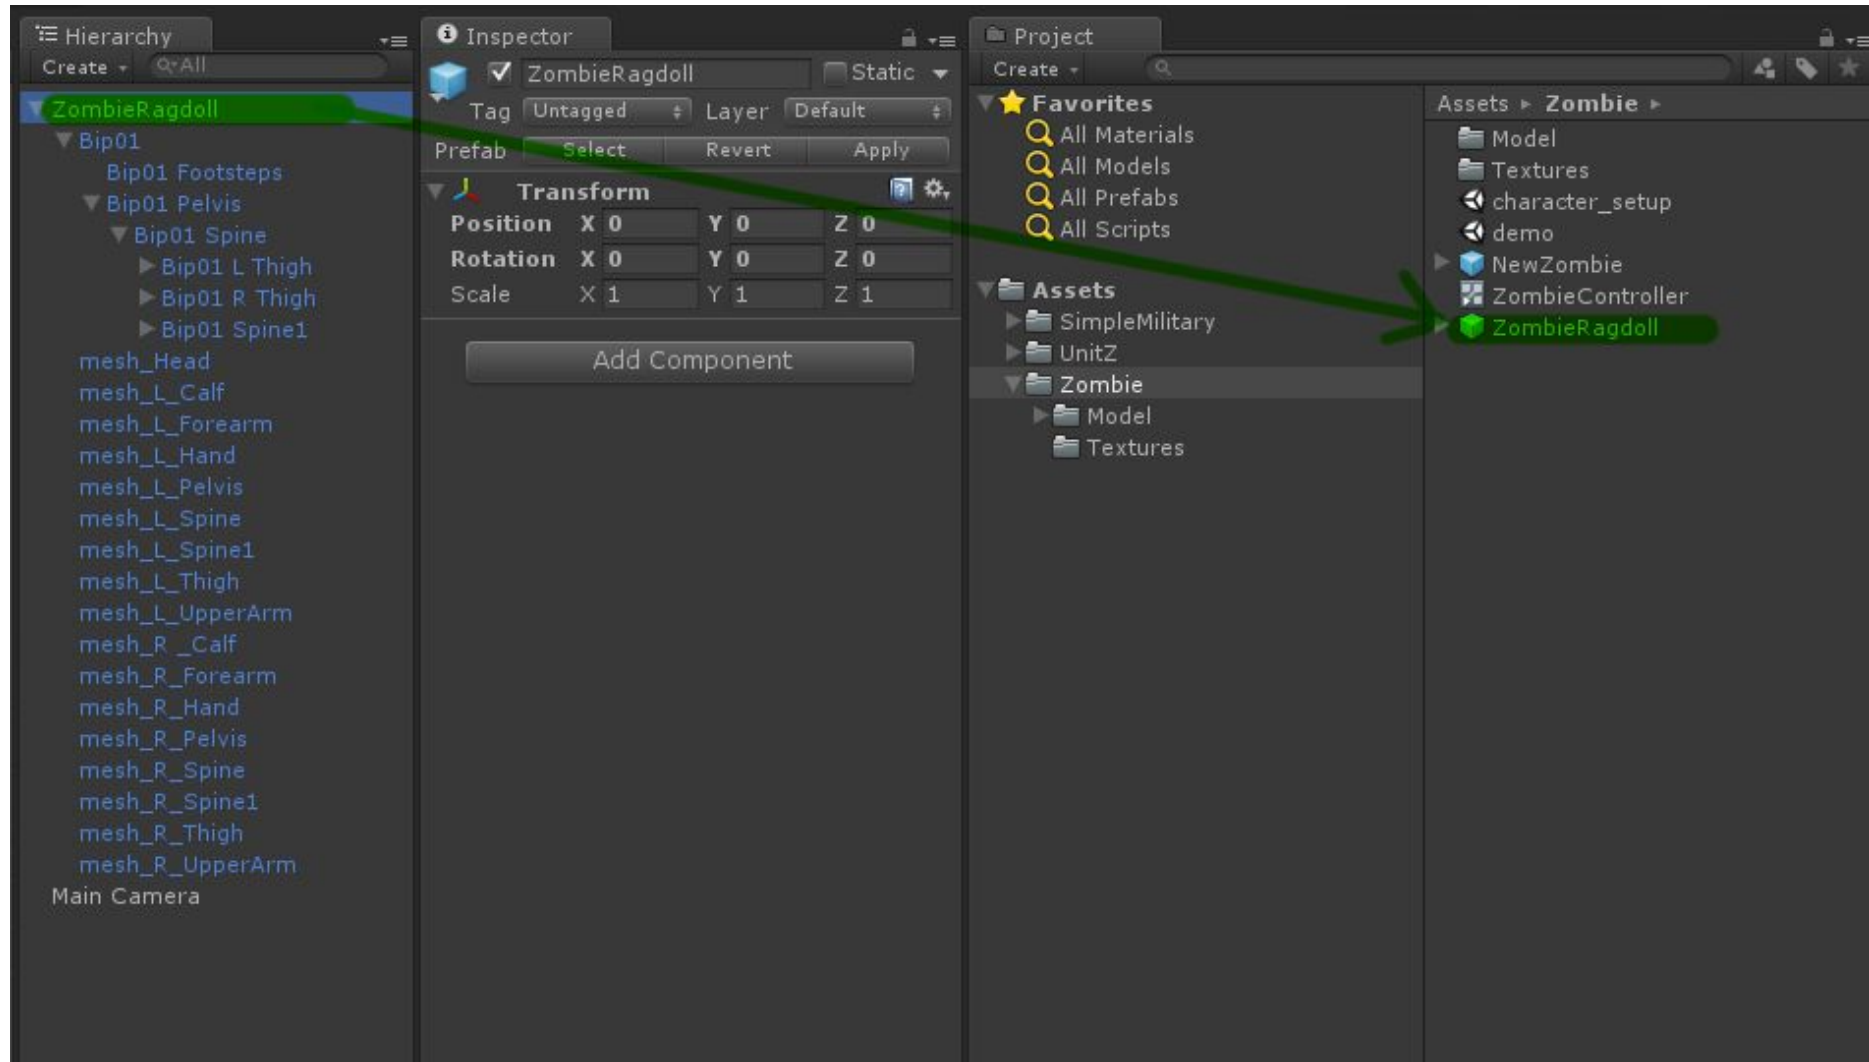 Hierarchy
Create
All
ZombieRagdoll
Bip01
Bip01 Footsteps
Bip01 Pelvis
Bip01 Spine
Bip01 L Thigh
Bip01 R Thigh
Bip01 Spine1
mesh_Head
mesh_L_Calf
mesh_L_Forearm
mesh_L_Hand
mesh_L_Pelvis
mesh_L_Spine
mesh_L_Spine1
mesh_L_Thigh
mesh_L_UpperArm
mesh_R _Calf
mesh_R_Forearm
mesh_R_Hand
mesh_R_Pelvis
mesh_R_Spine
mesh_R_Spine1
mesh_R_Thigh
mesh_R_UpperArm
Main Camera
Inspector
ZombieRagdoll Static
Tag Untagged Layer Default
Prefab Select Revert Apply
Transform
Position X 0 Y 0 Z 0
Rotation X 0 Y 0 Z 0
Scale X 1 Y 1 Z 1
Add Component
Project
Create
Favorites
All Materials
All Models
All Prefabs
All Scripts
Assets
SimpleMilitary
UnitZ
Zombie
Model
Textures
Assets ▸ Zombie ▸
Model
Textures
character_setup
demo
NewZombie
ZombieController
ZombieRagdoll